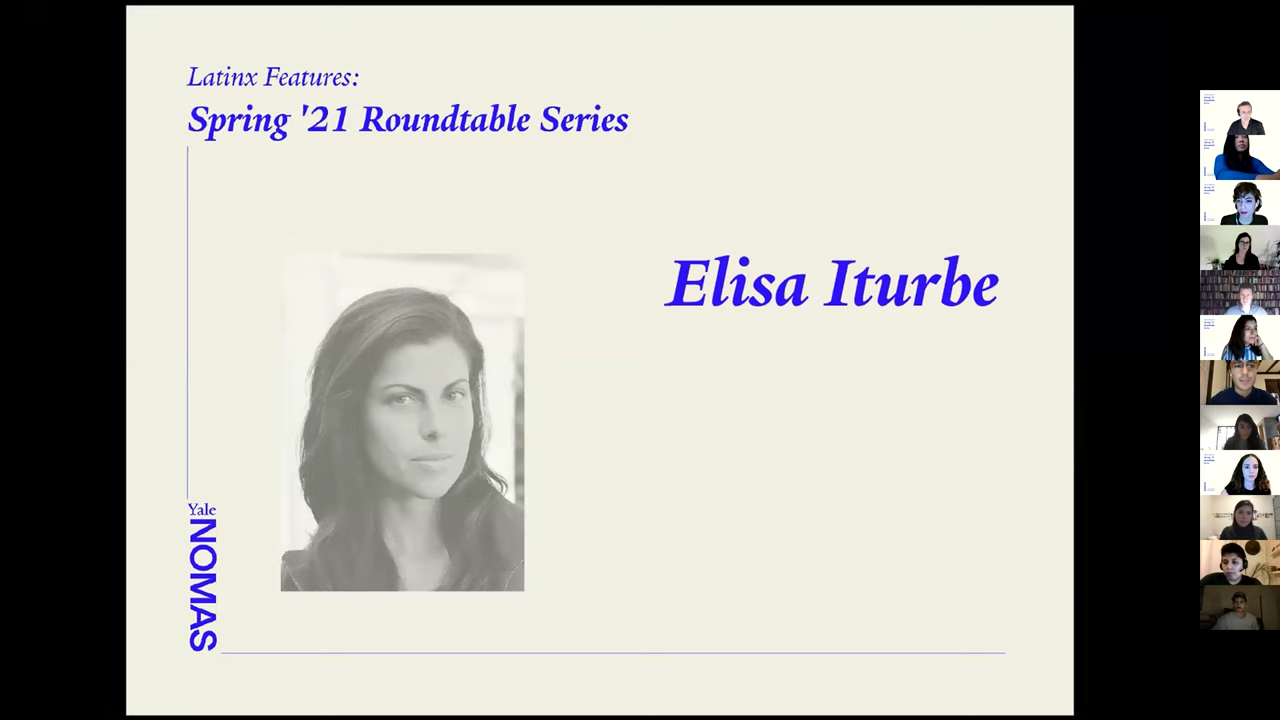 Latinx Features:
Spring '21 Roundtable Series
Elisa Iturbe
Yale
NOMAS